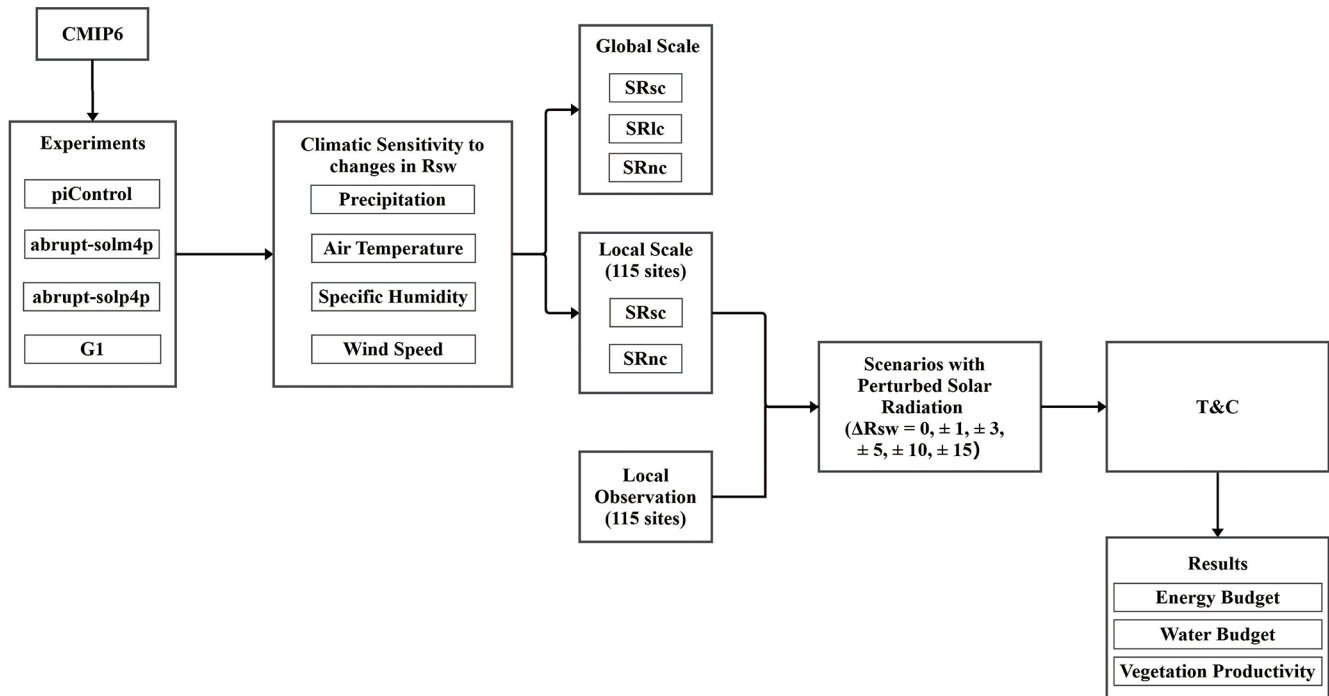 CMIP6
Experiments
piControl
abrupt-solm4p
abrupt-solp4p
G1
Climatic Sensitivity to
changes in Rsw
Precipitation
Air Temperature
Specific Humidity
Wind Speed
Global Scale
SRsc
SRlc
SRnc
Local Scale
(115 sites)
SRsc
SRnc
Local
Observation
(115 sites)
Scenarios with
Perturbed Solar
Radiation
(ΔRsw = 0, ± 1, ± 3,
± 5, ± 10, ± 15)
T&C
Results
Energy Budget
Water Budget
Vegetation Productivity